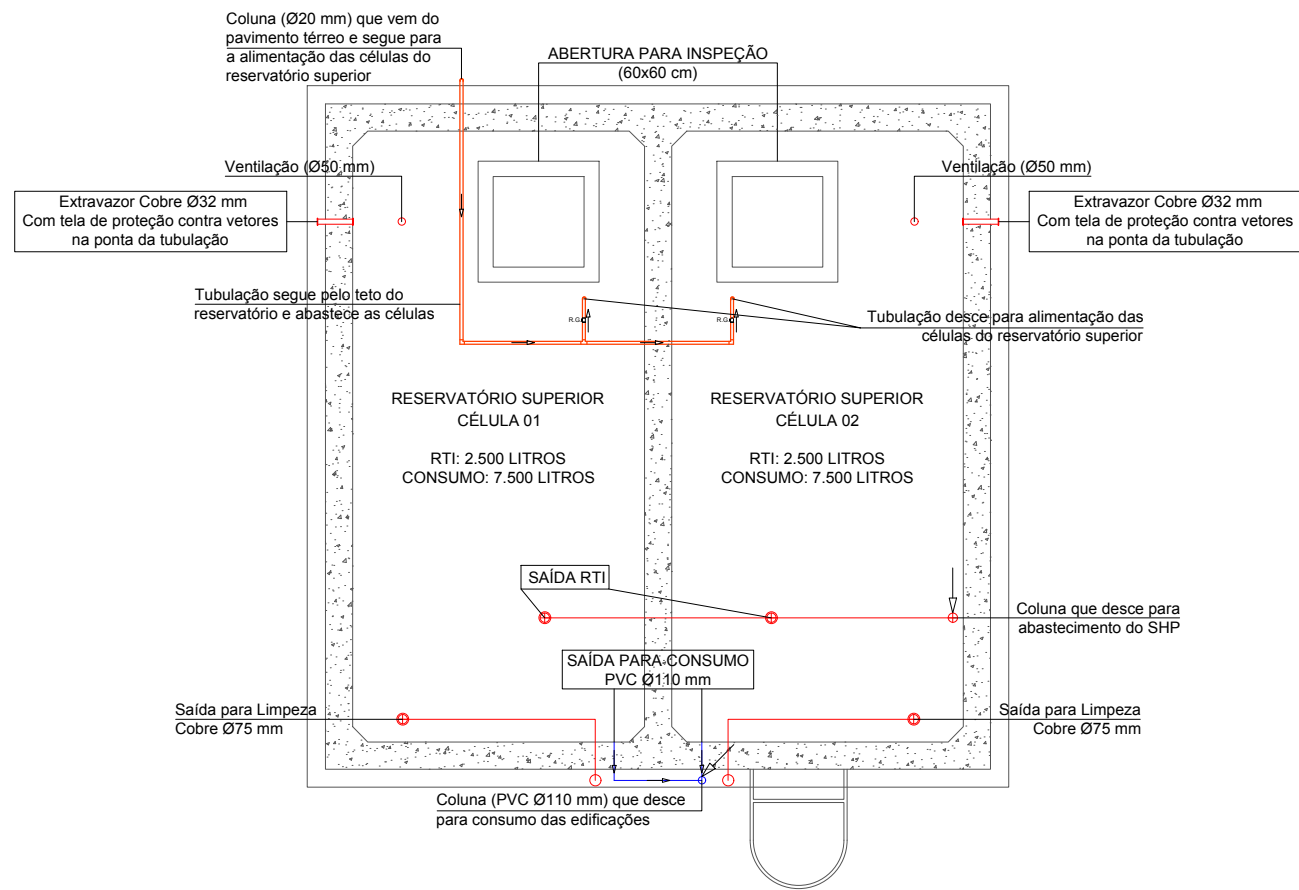 Coluna (Ø20 mm) que vem do
pavimento térreo e segue para
a alimentação das células do
reservatório superior
ABERTURA PARA INSPEÇÃO
(60x60 cm)
Ventilação (Ø50 mm)
Ventilação (Ø50 mm)
Extravazor Cobre Ø32 mm
Com tela de proteção contra vetores
na ponta da tubulação
Extravazor Cobre Ø32 mm
Com tela de proteção contra vetores
na ponta da tubulação
Tubulação segue pelo teto do
reservatório e abastece as células
R.G.
R.G.
Tubulação desce para alimentação das
células do reservatório superior
RESERVATÓRIO SUPERIOR
CÉLULA 01
RTI: 2.500 LITROS
CONSUMO: 7.500 LITROS
RESERVATÓRIO SUPERIOR
CÉLULA 02
RTI: 2.500 LITROS
CONSUMO: 7.500 LITROS
SAÍDA RTI
Coluna que desce para
abastecimento do SHP
SAÍDA PARA CONSUMO
PVC Ø110 mm
Saída para Limpeza
Cobre Ø75 mm
Saída para Limpeza
Cobre Ø75 mm
Coluna (PVC Ø110 mm) que desce
para consumo das edificações